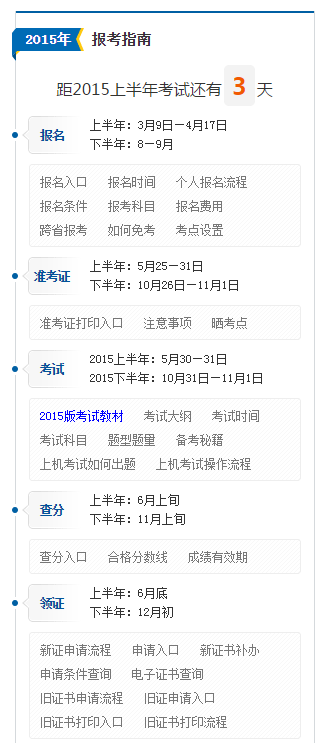 2015年 报考指南
距2015上半年考试还有 3 天
报名
上半年：3月9日—4月17日
下半年：8—9月
报名入口 报名时间 个人报名流程
报名条件 报考科目 报名费用
跨省报考 如何免考 考点设置
准考证
上半年：5月25—31日
下半年：10月26日—11月1日
准考证打印入口 注意事项 晒考点
考试
2015上半年：5月30—31日
2015下半年：10月31日—11月1日
2015版考试教材 考试大纲 考试时间
考试科目 题型题量 备考秘籍
上机考试如何出题 上机考试操作流程
查分
上半年：6月上旬
下半年：11月上旬
查分入口 合格分数线 成绩有效期
领证
上半年：6月底
下半年：12月初
新证申请流程 申请入口 新证书补办
申请条件查询 电子证书查询
旧证书申请流程 旧证申请入口
旧证书打印入口 旧证书打印流程